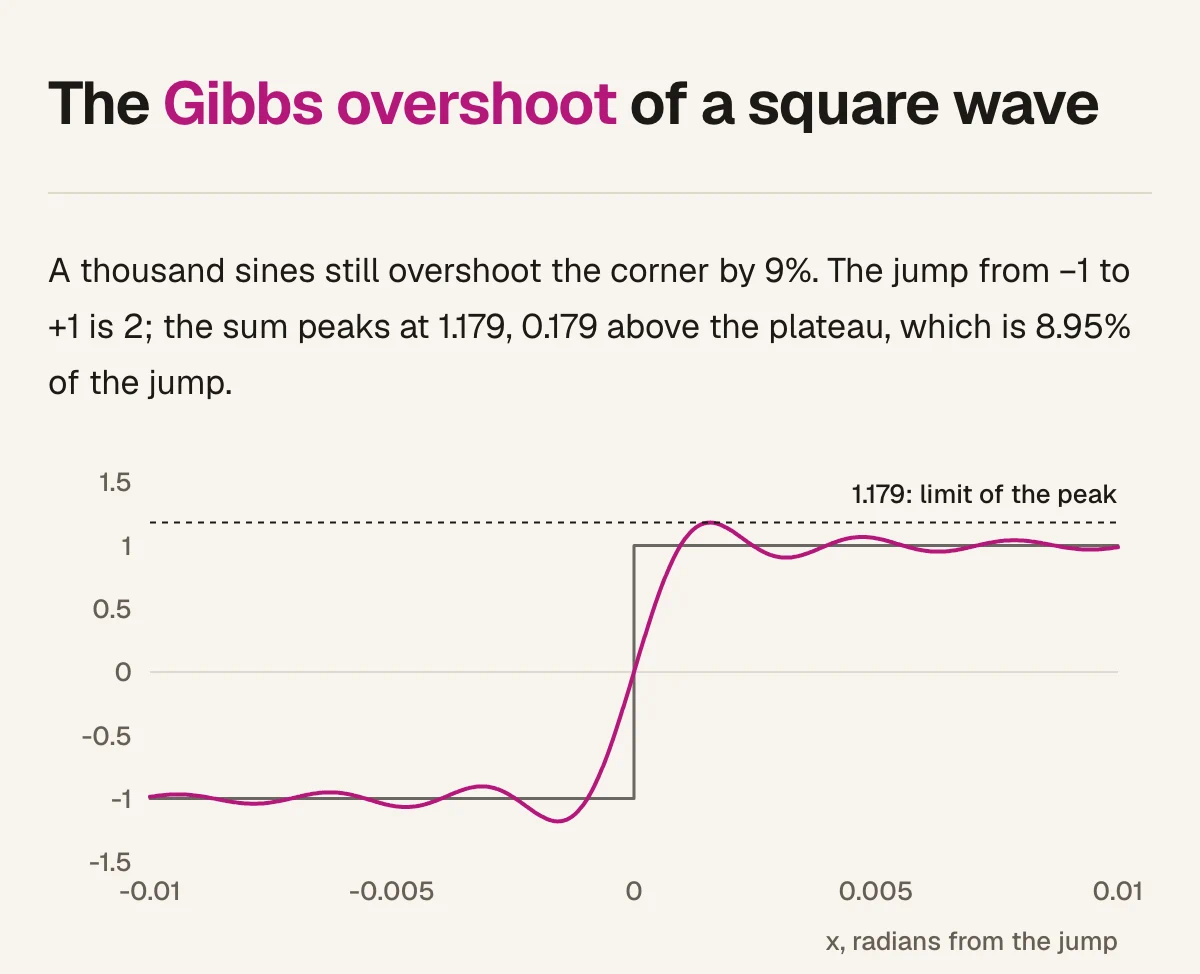 The Gibbs overshoot of a square wave
A thousand sines still overshoot the corner by 9%. The jump from −1 to
+1 is 2; the sum peaks at 1.179, 0.179 above the plateau, which is 8.95%
of the jump.
1.5
1.179: limit of the peak
1
0.5
0
-0.5
-1
-1.5
-0.01 -0.005 0 0.005 0.01
x, radians from the jump